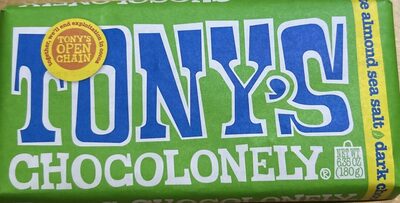 together, we'll end exploitation in cocoa
TONY'S
OPEN
CHAIN
TONY'S
CHOCOLONELY®
almond sea salt
dark
NET WT
6.35 OZ
(180g)